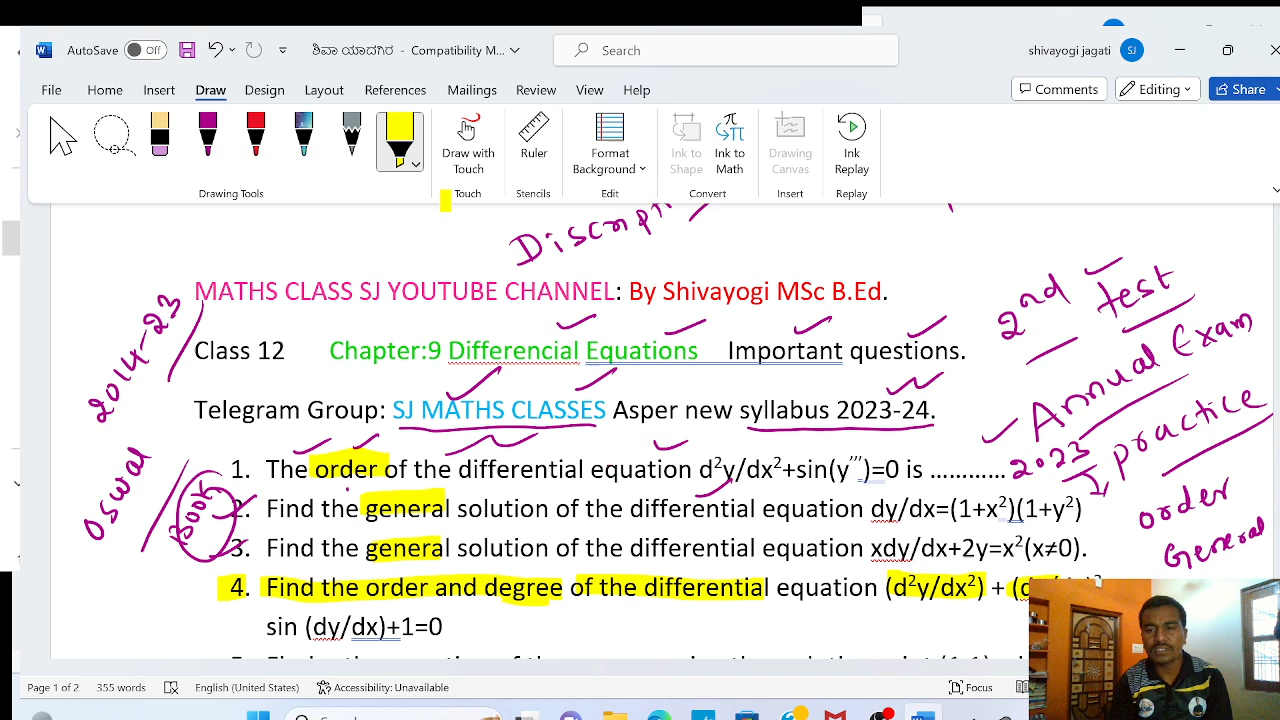 AutoSave Off ಶಿವಾ ಯಾದಗಿರ - Compatibility M... Search shivayogi jagati SJ
File Home Insert Draw Design Layout References Mailings Review View Help Comments Editing Share
Draw with Touch Ruler Format Background Ink to Shape Ink to Math Drawing Canvas Ink Replay
Drawing Tools Touch Stencils Edit Convert Insert Replay
MATHS CLASS SJ YOUTUBE CHANNEL: By Shivayogi MSc B.Ed.
2nd test
2014-23
Class 12 Chapter:9 Differencial Equations Important questions.
Annual Exam
Telegram Group: SJ MATHS CLASSES Asper new syllabus 2023-24.
practice
1. The order of the differential equation d²y/dx²+sin(y''')=0 is ............
2023
Oswal
Book
order
General
2. Find the general solution of the differential equation dy/dx=(1+x²)(1+y²)
3. Find the general solution of the differential equation xdy/dx+2y=x²(x≠0).
4. Find the order and degree of the differential equation (d²y/dx²) +
sin (dy/dx)+1=0
Page 1 of 2 355 words English (United States) Accessibility: Unavailable Focus